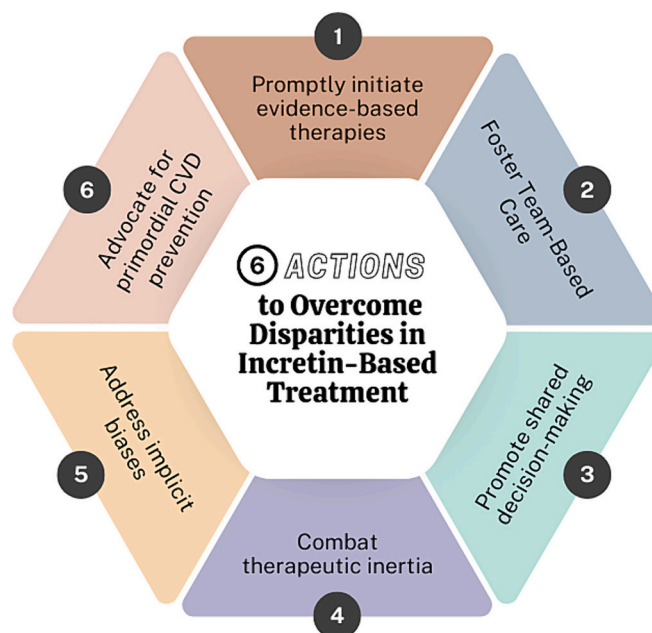 1
Promptly initiate
evidence-based
therapies
2
Foster Team-Based
Care
3
Promote shared
decision-making
4
Combat
therapeutic inertia
5
Address implicit
biases
6
Advocate for
primordial CVD
prevention
6 ACTIONS
to Overcome
Disparities in
Incretin-Based
Treatment